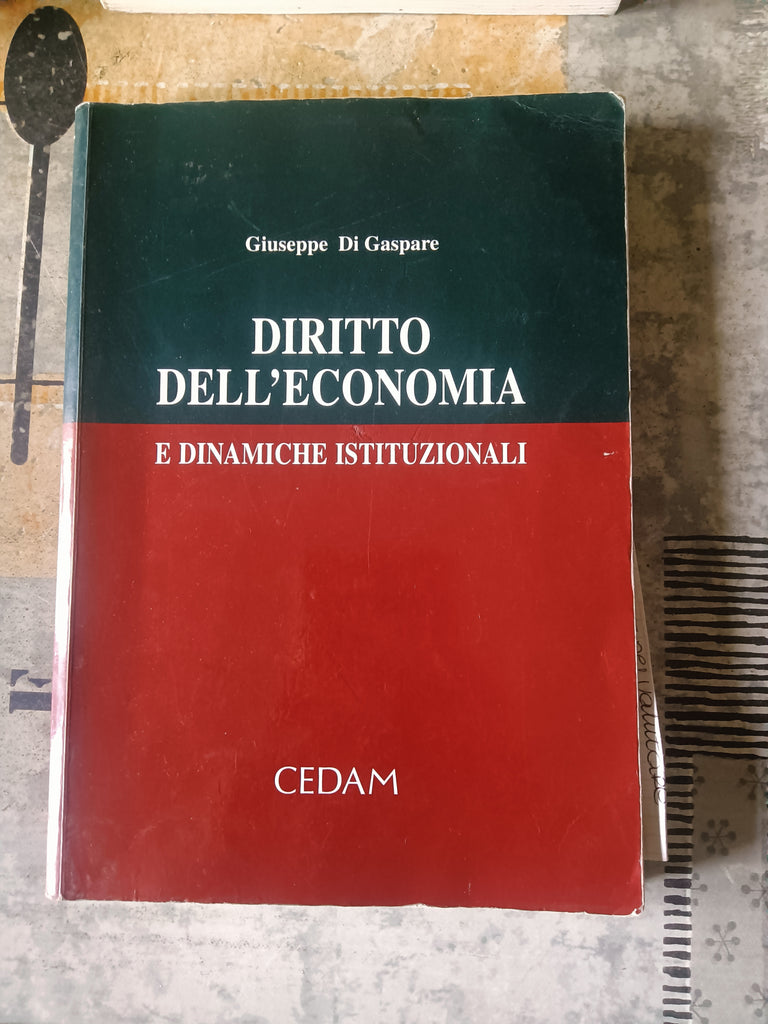 Giuseppe Di Gaspare
DIRITTO
DELL'ECONOMIA
E DINAMICHE ISTITUZIONALI
CEDAM